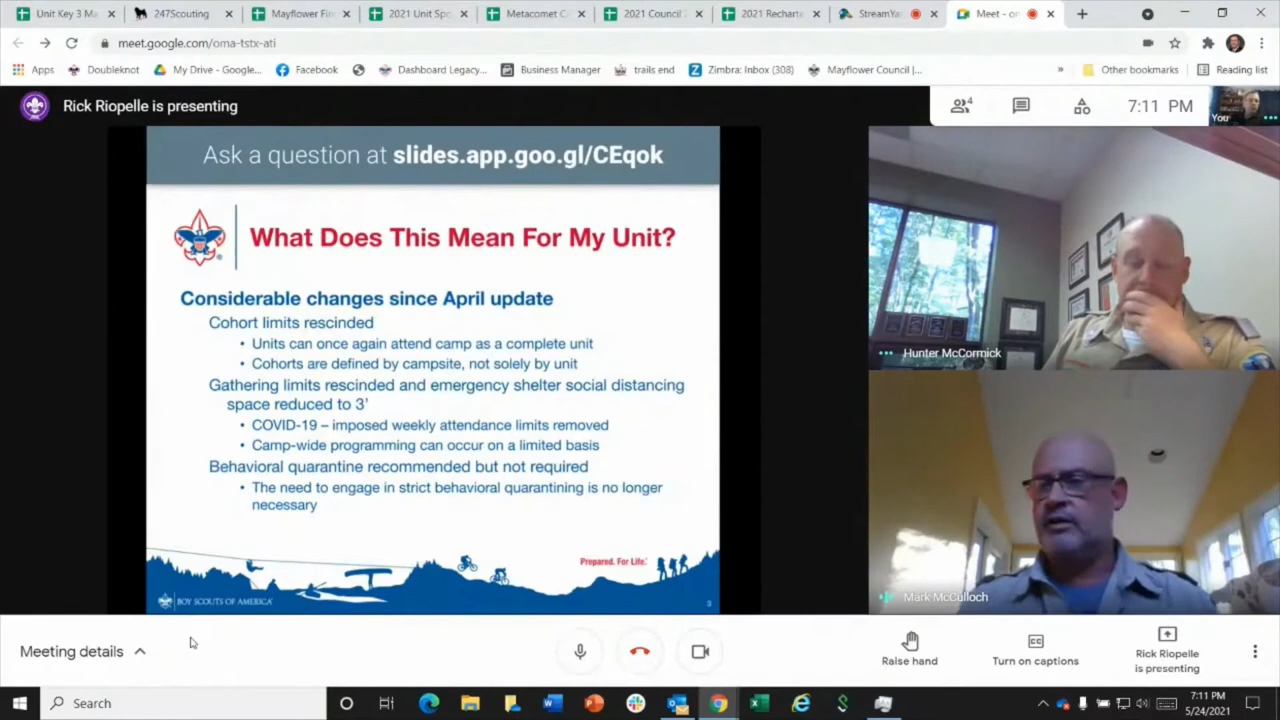 Unit Key 3 Ma
247Scouting
Mayflower Fin
2021 Unit Spo
Metacomet C
2021 Council
2021 Recharte
StreamYa
Meet - on
meet.google.com/oma-tstx-ati
Apps
Doubleknot
My Drive - Google...
Facebook
Dashboard Legacy...
Business Manager
trails end
Zimbra: Inbox (308)
Mayflower Council |...
»
Other bookmarks
Reading list
Rick Riopelle is presenting
4
7:11 PM
You
Ask a question at slides.app.goo.gl/CEqok
What Does This Mean For My Unit?
Considerable changes since April update
Cohort limits rescinded
• Units can once again attend camp as a complete unit
• Cohorts are defined by campsite, not solely by unit
Gathering limits rescinded and emergency shelter social distancing
space reduced to 3'
• COVID-19 – imposed weekly attendance limits removed
• Camp-wide programming can occur on a limited basis
Behavioral quarantine recommended but not required
• The need to engage in strict behavioral quarantining is no longer
necessary
Prepared. For Life.
BOY SCOUTS OF AMERICA
3
Hunter McCormick
Mark McCulloch
Meeting details
Raise hand
Turn on captions
Rick Riopelle
is presenting
Search
7:11 PM
5/24/2021